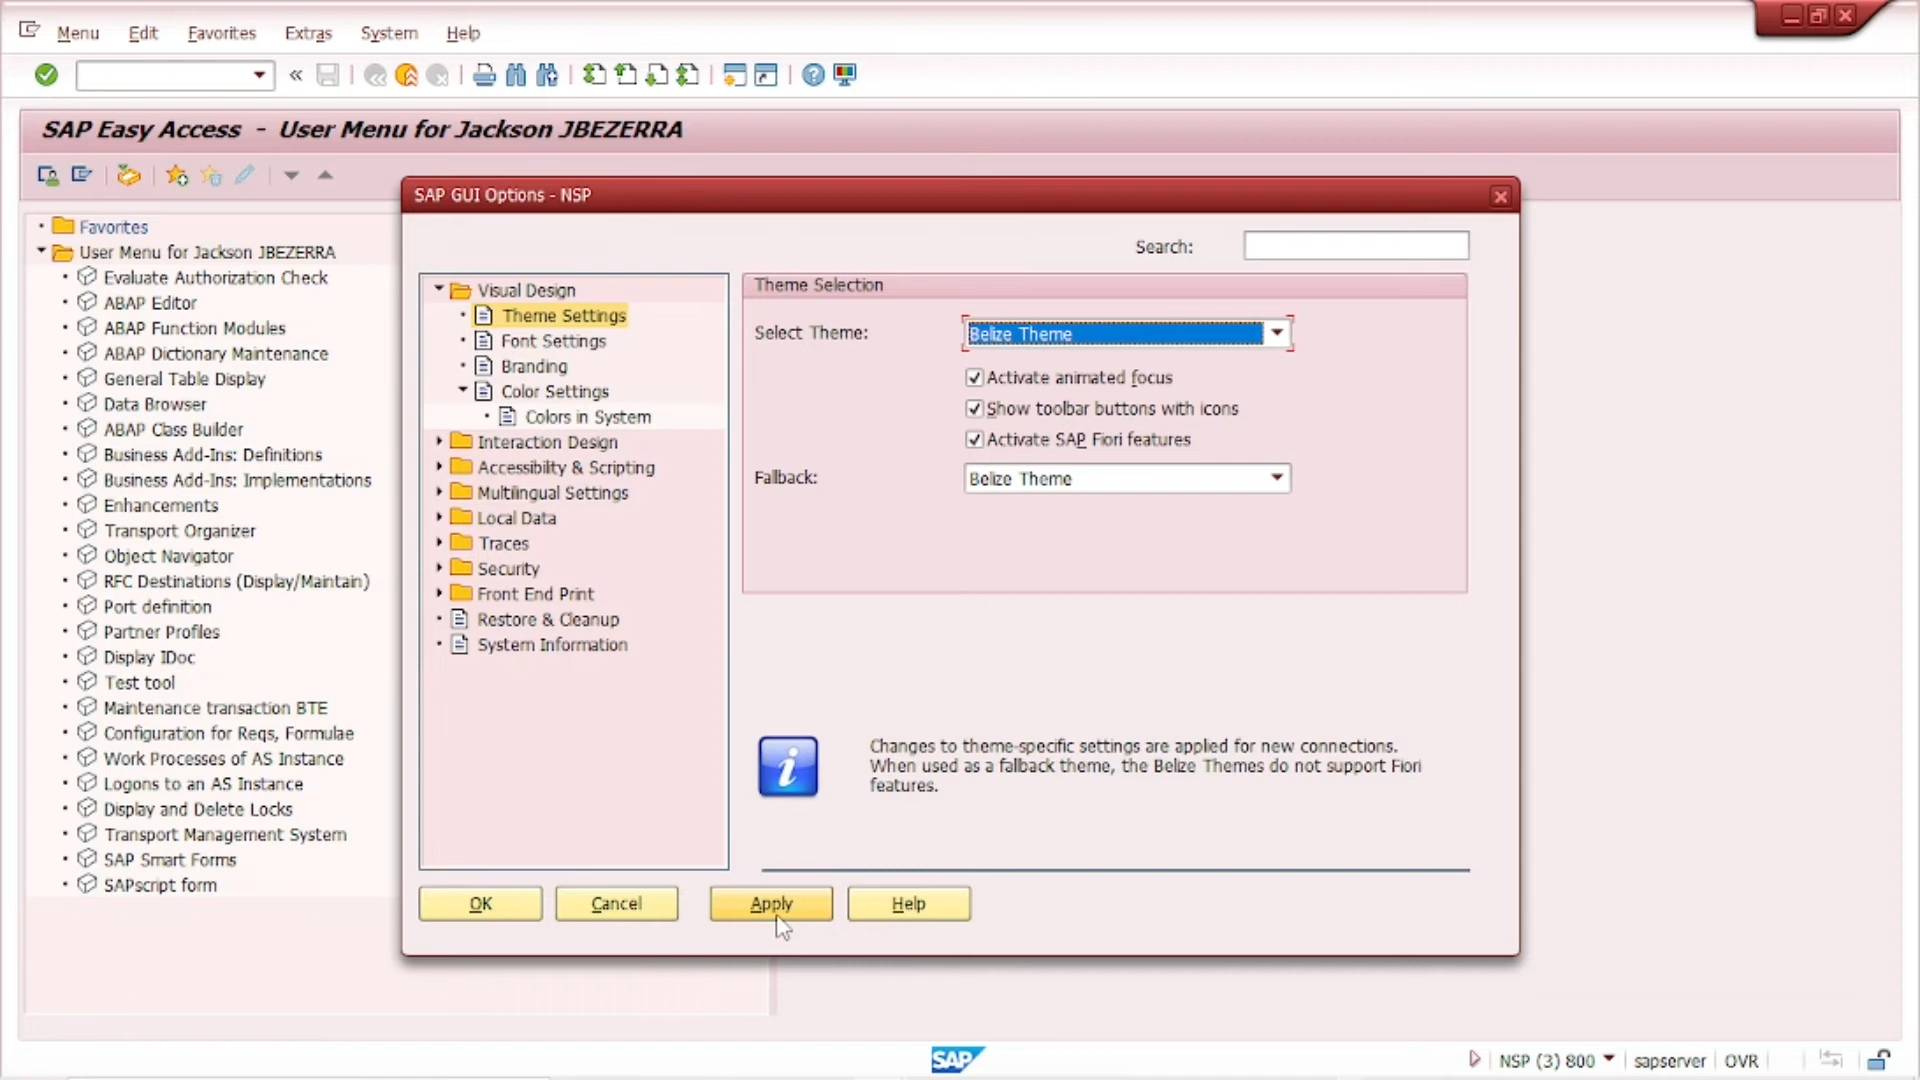 Menu Edit Favorites Extras System Help
SAP Easy Access - User Menu for Jackson JBEZERRA
SAP GUI Options - NSP
Favorites
User Menu for Jackson JBEZERRA
Evaluate Authorization Check
ABAP Editor
ABAP Function Modules
ABAP Dictionary Maintenance
General Table Display
Data Browser
ABAP Class Builder
Business Add-Ins: Definitions
Business Add-Ins: Implementations
Enhancements
Transport Organizer
Object Navigator
RFC Destinations (Display/Maintain)
Port definition
Partner Profiles
Display IDoc
Test tool
Maintenance transaction BTE
Configuration for Reqs, Formulae
Work Processes of AS Instance
Logons to an AS Instance
Display and Delete Locks
Transport Management System
SAP Smart Forms
SAPscript form
Search:
Visual Design
Theme Settings
Font Settings
Branding
Color Settings
Colors in System
Interaction Design
Accessibility & Scripting
Multilingual Settings
Local Data
Traces
Security
Front End Print
Restore & Cleanup
System Information
Theme Selection
Select Theme: Belize Theme
Activate animated focus
Show toolbar buttons with icons
Activate SAP Fiori features
Fallback: Belize Theme
Changes to theme-specific settings are applied for new connections.
When used as a fallback theme, the Belize Themes do not support Fiori
features.
OK Cancel Apply Help
SAP
NSP (3) 800 sapserver OVR